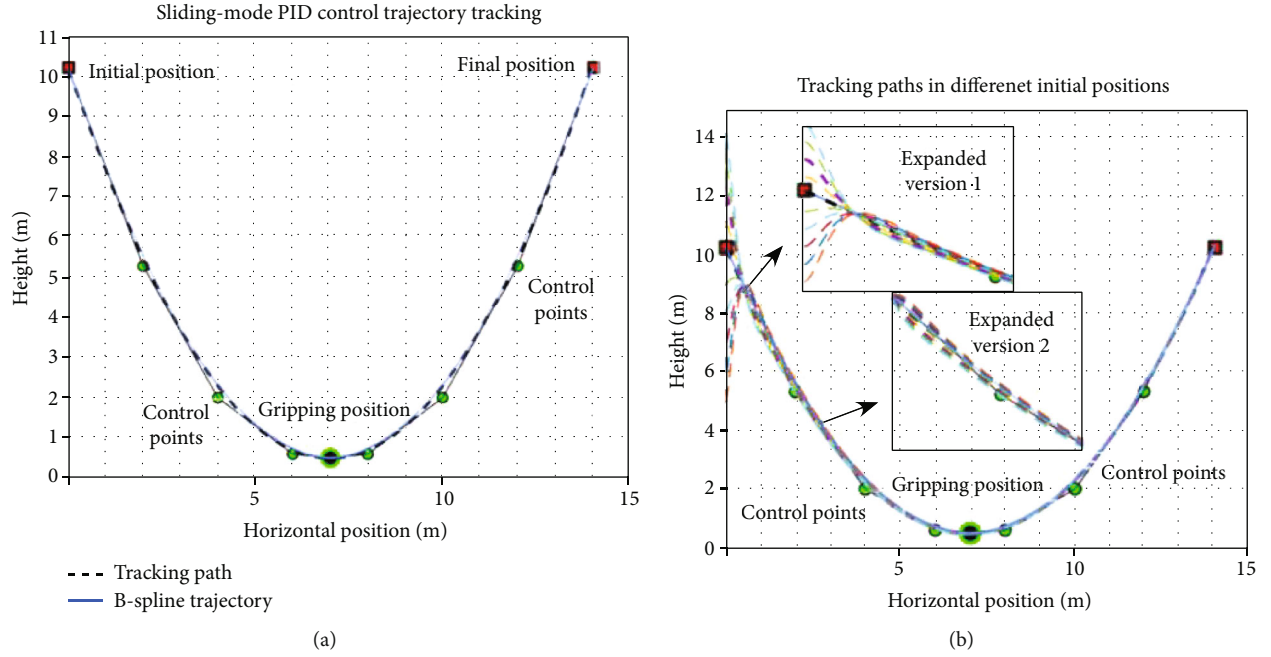 Sliding-mode PID control trajectory tracking
11
10
9
8
7
6
5
4
3
2
1
0
Height (m)
Initial position
Final position
Control
points
Control
points
Gripping position
5
10
15
Horizontal position (m)
Tracking path
B-spline trajectory
(a)
Tracking paths in differenet initial positions
14
12
10
8
6
4
2
0
Height (m)
Expanded
version 1
Expanded
version 2
Gripping position
Control points
Control points
5
10
15
Horizontal position (m)
(b)